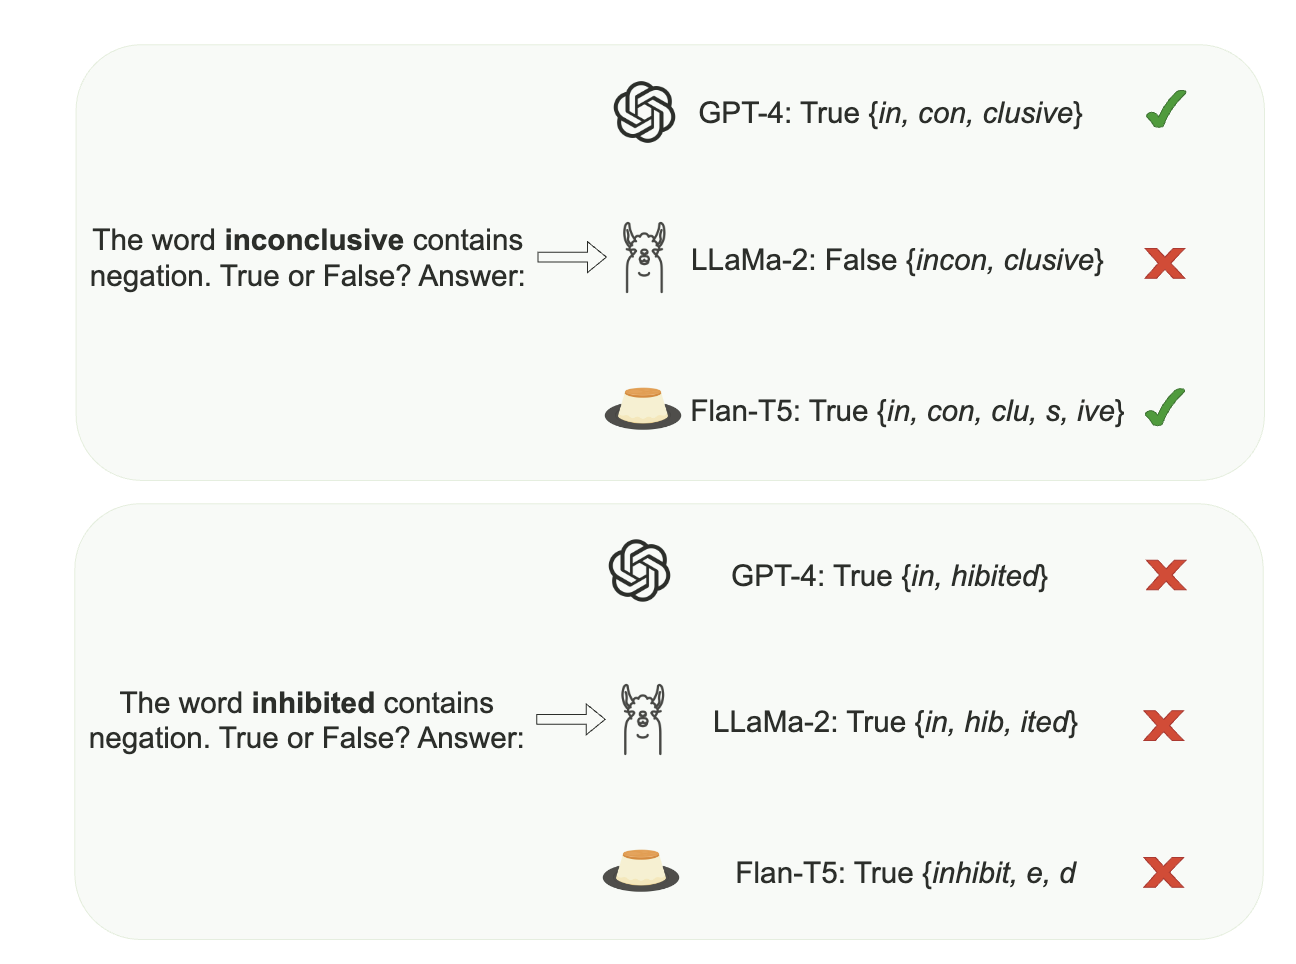 GPT-4: True {in, con, clusive}
The word inconclusive contains
negation. True or False? Answer:
LLaMa-2: False {incon, clusive}
Flan-T5: True {in, con, clu, s, ive}
GPT-4: True {in, hibited}
The word inhibited contains
negation. True or False? Answer:
LLaMa-2: True {in, hib, ited}
Flan-T5: True {inhibit, e, d